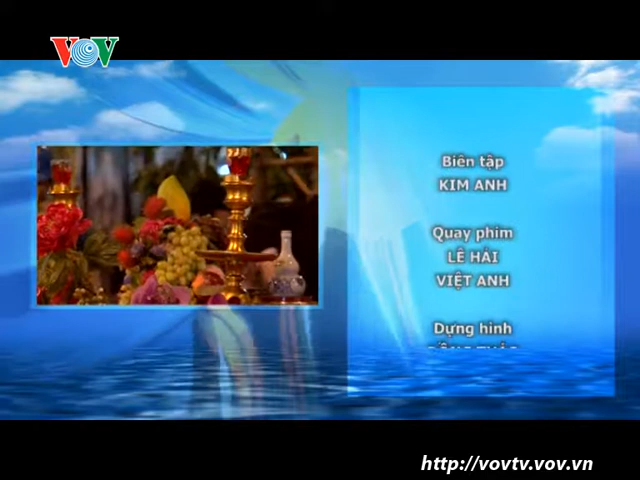 VOV
Biên tập
KIM ANH
Quay phim
LÊ HẢI
VIỆT ANH
Dựng hình
http://vovtv.vov.vn